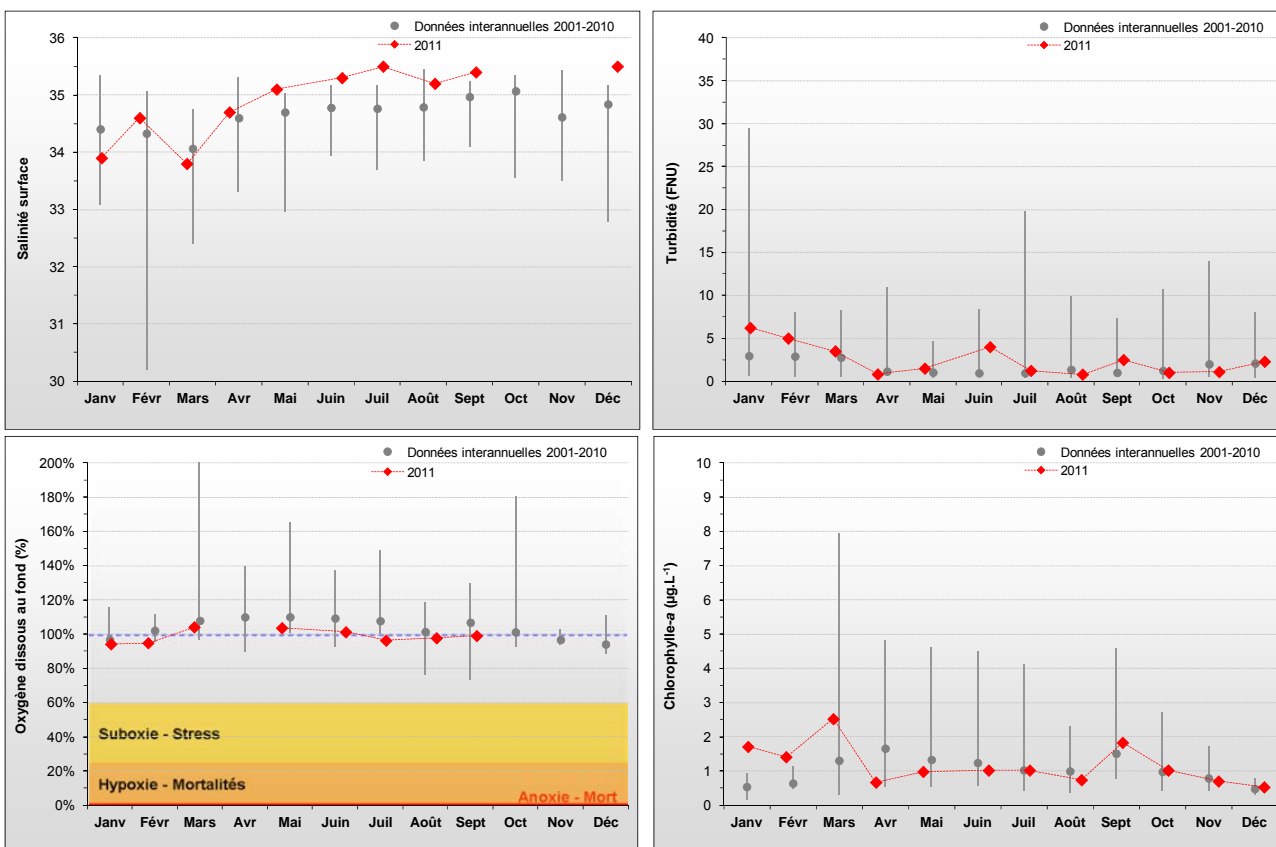 Données interannuelles 2001-2010
2011
Salinité surface
36
35
34
33
32
31
30
Janv Févr Mars Avr Mai Juin Juil Août Sept Oct Nov Déc
Données interannuelles 2001-2010
2011
Turbidité (FNU)
40
35
30
25
20
15
10
5
0
Janv Févr Mars Avr Mai Juin Juil Août Sept Oct Nov Déc
Données interannuelles 2001-2010
2011
Oxygène dissous au fond (%)
200%
180%
160%
140%
120%
100%
80%
60%
40%
20%
0%
Suboxie - Stress
Hypoxie - Mortalités
Anoxie - Mort
Janv Févr Mars Avr Mai Juin Juil Août Sept Oct Nov Déc
Données interannuelles 2001-2010
2011
Chlorophylle-a (µg.L-1)
10
9
8
7
6
5
4
3
2
1
0
Janv Févr Mars Avr Mai Juin Juil Août Sept Oct Nov Déc